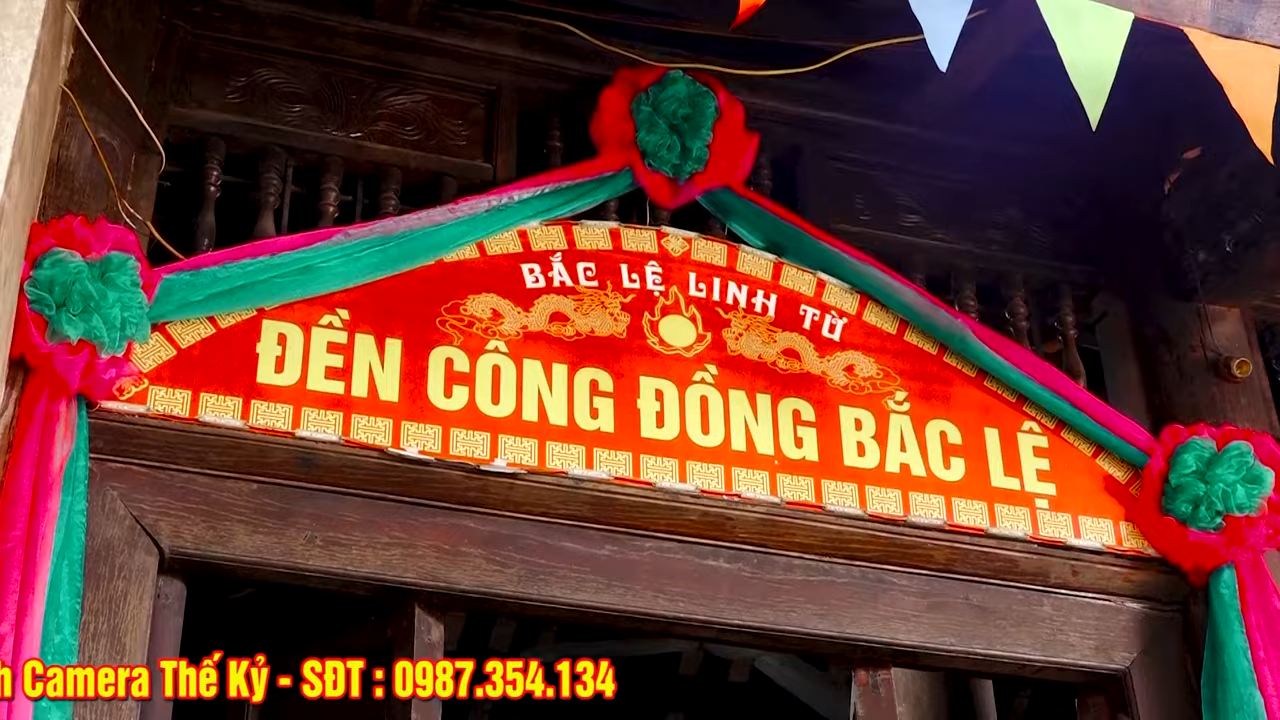 BẮC LỆ LINH TỪ
ĐỀN CÔNG ĐỒNG BẮC LỆ
h Camera Thế Kỷ - SĐT : 0987.354.134